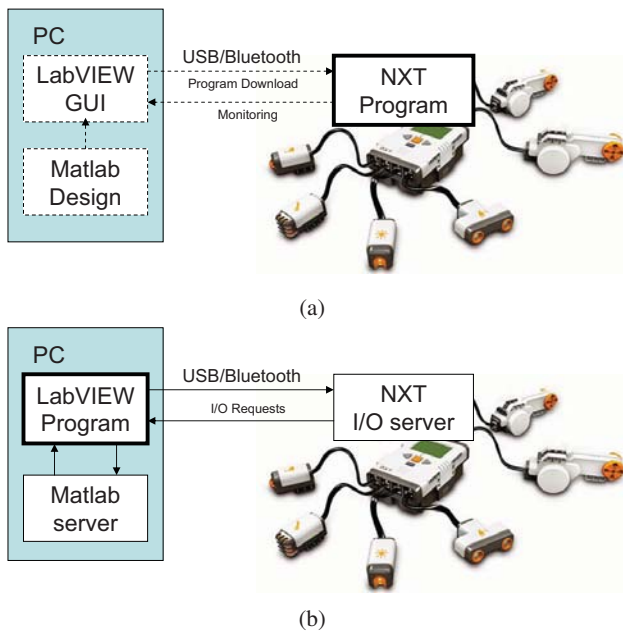 PC
LabVIEW
GUI
Matlab
Design
USB/Bluetooth
Program Download
Monitoring
NXT
Program
(a)
PC
LabVIEW
Program
Matlab
server
USB/Bluetooth
I/O Requests
NXT
I/O server
(b)